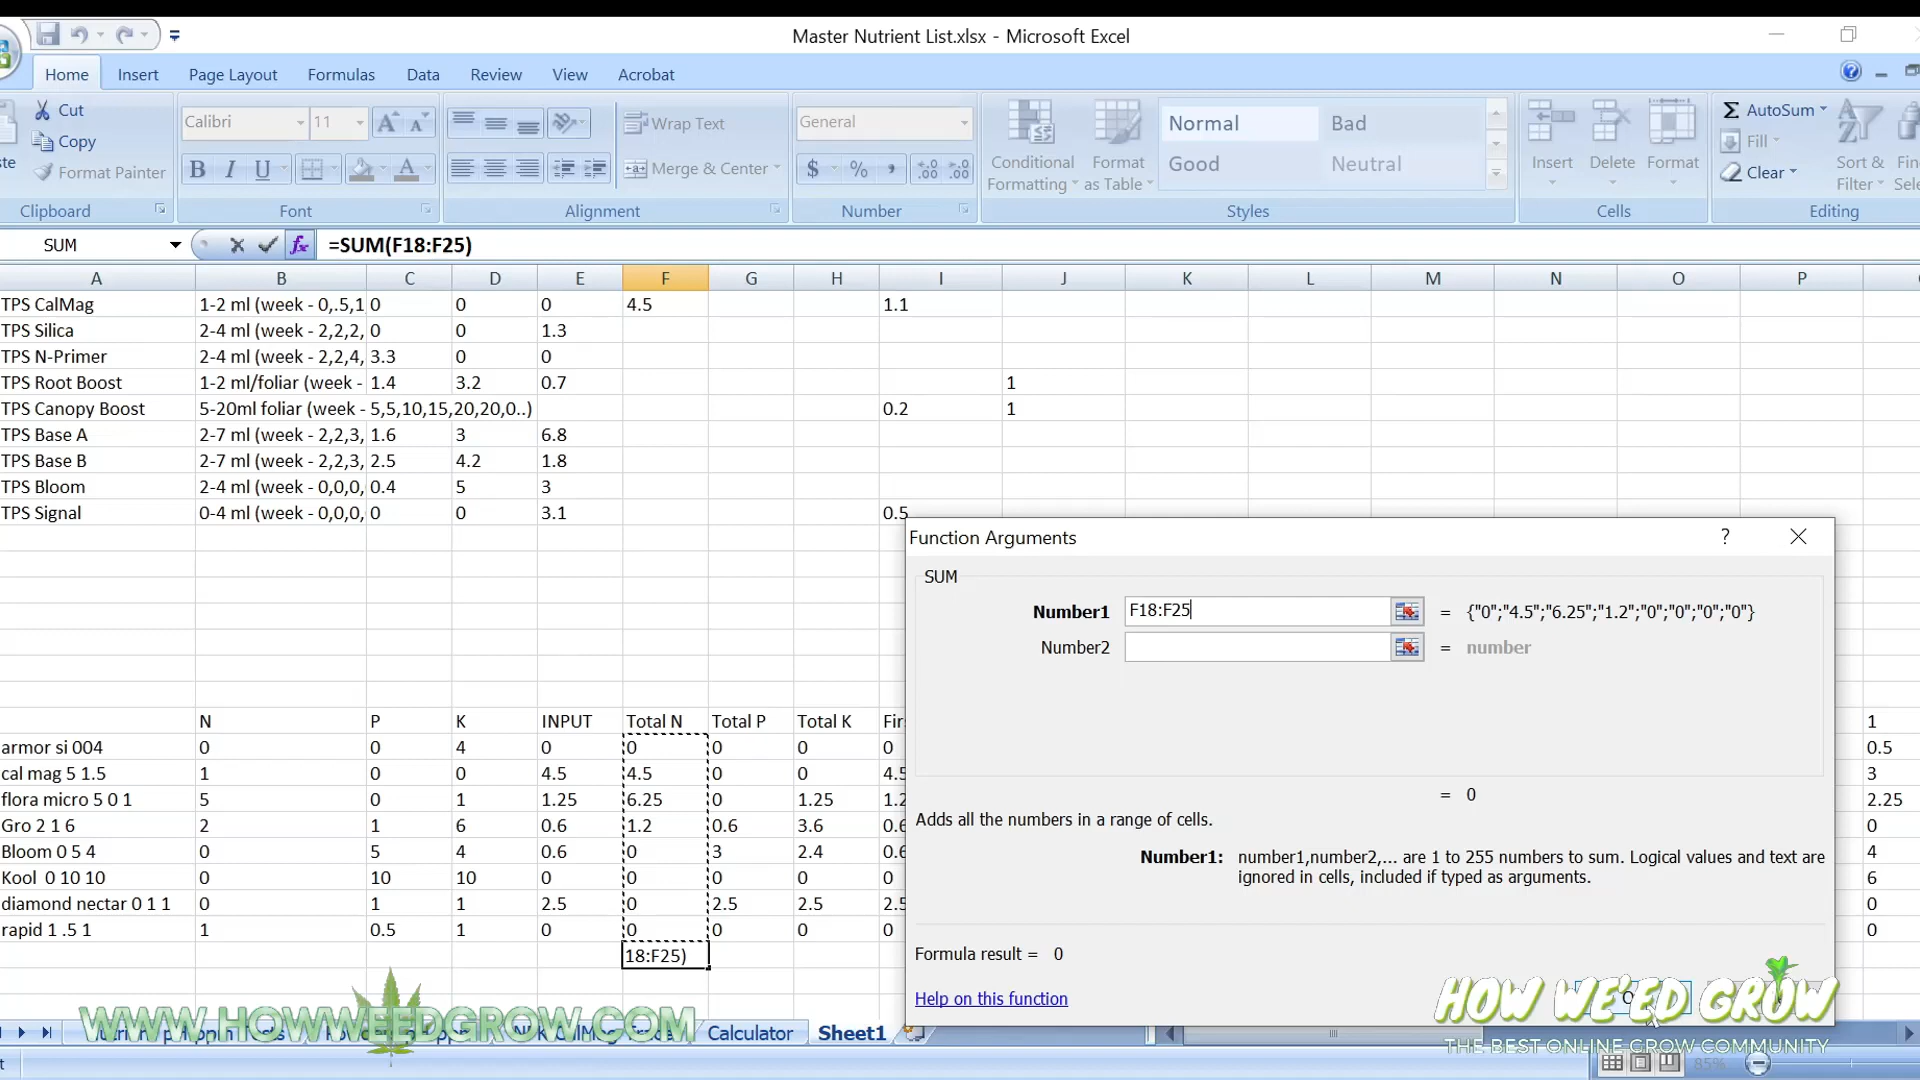 Master Nutrient List.xlsx - Microsoft Excel
Home Insert Page Layout Formulas Data Review View Acrobat
Cut
Copy
Format Painter
Clipboard
Calibri 11
B I U
Font
Wrap Text
Merge & Center
Alignment
General
$ % ,
Number
Conditional Formatting
Format as Table
Normal Bad
Good Neutral
Styles
Insert Delete Format
Cells
Σ AutoSum
Fill
Clear
Sort & Filter
Editing
SUM fx =SUM(F18:F25)
A B C D E F G H I J K L M N O P
TPS CalMag 1-2 ml (week - 0,.5,1 0 0 0 4.5 1.1
TPS Silica 2-4 ml (week - 2,2,2, 0 0 1.3
TPS N-Primer 2-4 ml (week - 2,2,4, 3.3 0 0
TPS Root Boost 1-2 ml/foliar (week - 1.4 3.2 0.7 1
TPS Canopy Boost 5-20ml foliar (week - 5,5,10,15,20,20,0..) 0.2 1
TPS Base A 2-7 ml (week - 2,2,3, 1.6 3 6.8
TPS Base B 2-7 ml (week - 2,2,3, 2.5 4.2 1.8
TPS Bloom 2-4 ml (week - 0,0,0, 0.4 5 3
TPS Signal 0-4 ml (week - 0,0,0, 0 0 3.1 0.5
N P K INPUT Total N Total P Total K Fir 1
armor si 004 0 0 4 0 0 0 0 0 0.5
cal mag 5 1.5 1 0 0 4.5 4.5 0 0 4.5 3
flora micro 5 0 1 5 0 1 1.25 6.25 0 1.25 1.2 2.25
Gro 2 1 6 2 1 6 0.6 1.2 0.6 3.6 0.6 0
Bloom 0 5 4 0 5 4 0.6 0 3 2.4 0.6 4
Kool 0 10 10 0 10 10 0 0 0 0 0 6
diamond nectar 0 1 1 0 1 1 2.5 0 2.5 2.5 2.5 0
rapid 1 .5 1 1 0.5 1 0 0 0 0 0 0
18:F25)
Function Arguments ?
SUM
Number1 F18:F25 = {"0";"4.5";"6.25";"1.2";"0";"0";"0";"0"}
Number2 = number
= 0
Adds all the numbers in a range of cells.
Number1: number1,number2,... are 1 to 255 numbers to sum. Logical values and text are
ignored in cells, included if typed as arguments.
Formula result = 0
Help on this function
Calculator Sheet1
WWW.HOWWEEDGROW.COM
HOW WE'ED GROW
THE BEST ONLINE GROW COMMUNITY
85%